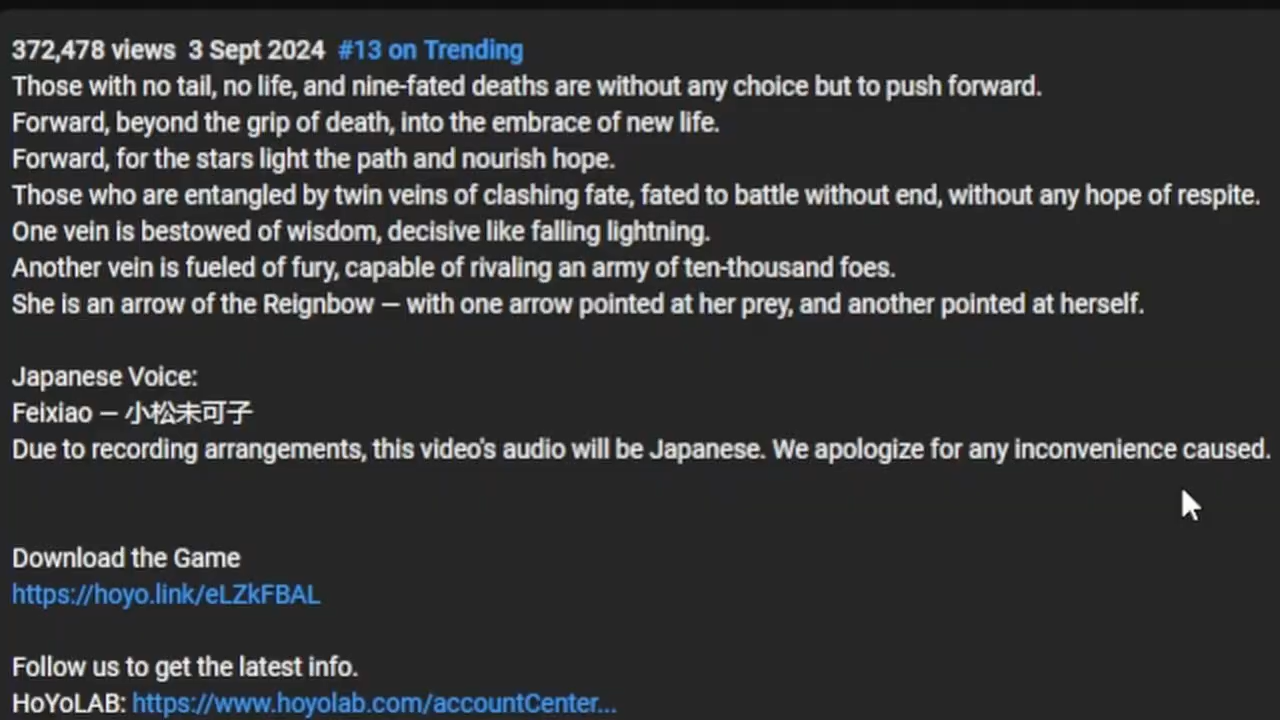 372,478 views 3 Sept 2024 #13 on Trending
Those with no tail, no life, and nine-fated deaths are without any choice but to push forward.
Forward, beyond the grip of death, into the embrace of new life.
Forward, for the stars light the path and nourish hope.
Those who are entangled by twin veins of clashing fate, fated to battle without end, without any hope of respite.
One vein is bestowed of wisdom, decisive like falling lightning.
Another vein is fueled of fury, capable of rivaling an army of ten-thousand foes.
She is an arrow of the Reignbow — with one arrow pointed at her prey, and another pointed at herself.
Japanese Voice:
Feixiao — 小松未可子
Due to recording arrangements, this video's audio will be Japanese. We apologize for any inconvenience caused.
Download the Game
https://hoyo.link/eLZkFBAL
Follow us to get the latest info.
HoYoLAB: https://www.hoyolab.com/accountCenter...